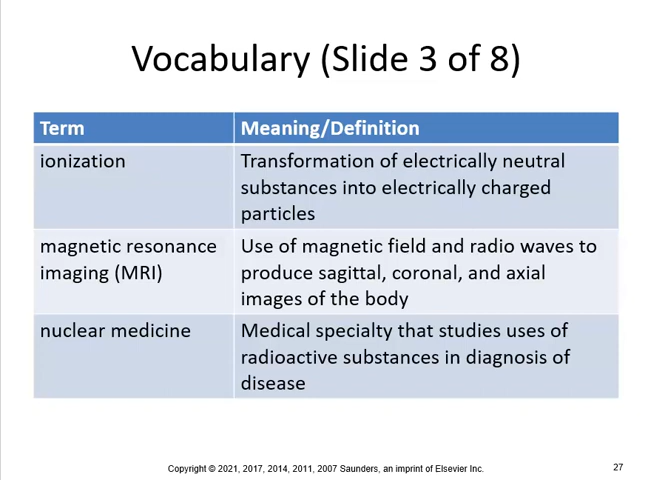 Vocabulary (Slide 3 of 8)
Term
Meaning/Definition
ionization
Transformation of electrically neutral
substances into electrically charged
particles
magnetic resonance
imaging (MRI)
Use of magnetic field and radio waves to
produce sagittal, coronal, and axial
images of the body
nuclear medicine
Medical specialty that studies uses of
radioactive substances in diagnosis of
disease
Copyright © 2021, 2017, 2014, 2011, 2007 Saunders, an imprint of Elsevier Inc.
27